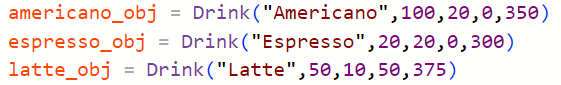 americano_obj = Drink("Americano",100,20,0,350)
espresso_obj = Drink("Espresso",20,20,0,300)
latte_obj = Drink("Latte",50,10,50,375)